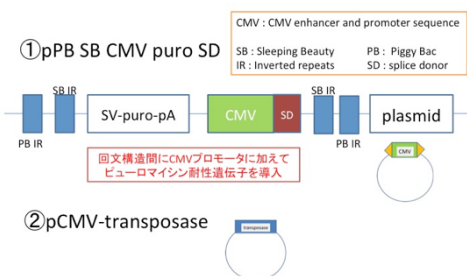 CMV : CMV enhancer and promoter sequence
SB : Sleeping Beauty PB : Piggy Bac
IR : Inverted repeats SD : splice donor
①pPB SB CMV puro SD
SB IR
SB IR
SV-puro-pA
CMV
SD
plasmid
PB IR
PB IR
回文構造間にCMVプロモータに加えて
ピューロマイシン耐性遺伝子を導入
CMV
②pCMV-transposase
transposase